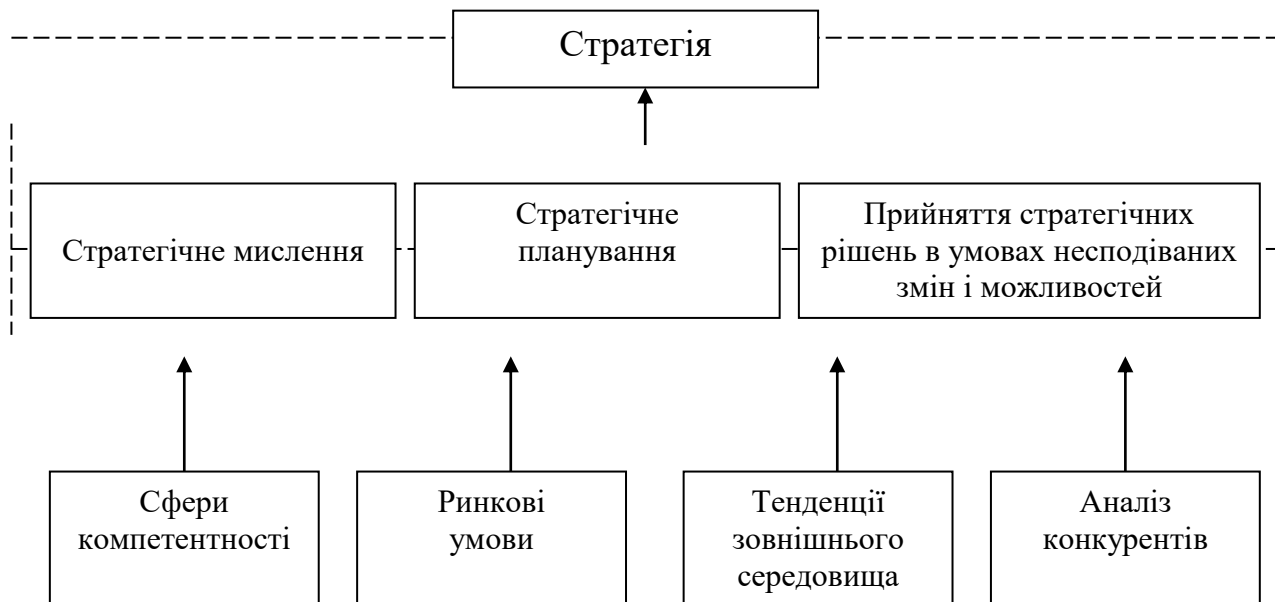 Стратегія
Стратегічне мислення
Стратегічне
планування
Прийняття стратегічних
рішень в умовах несподіваних
змін і можливостей
Сфери
компетентності
Ринкові
умови
Тенденції
зовнішнього
середовища
Аналіз
конкурентів